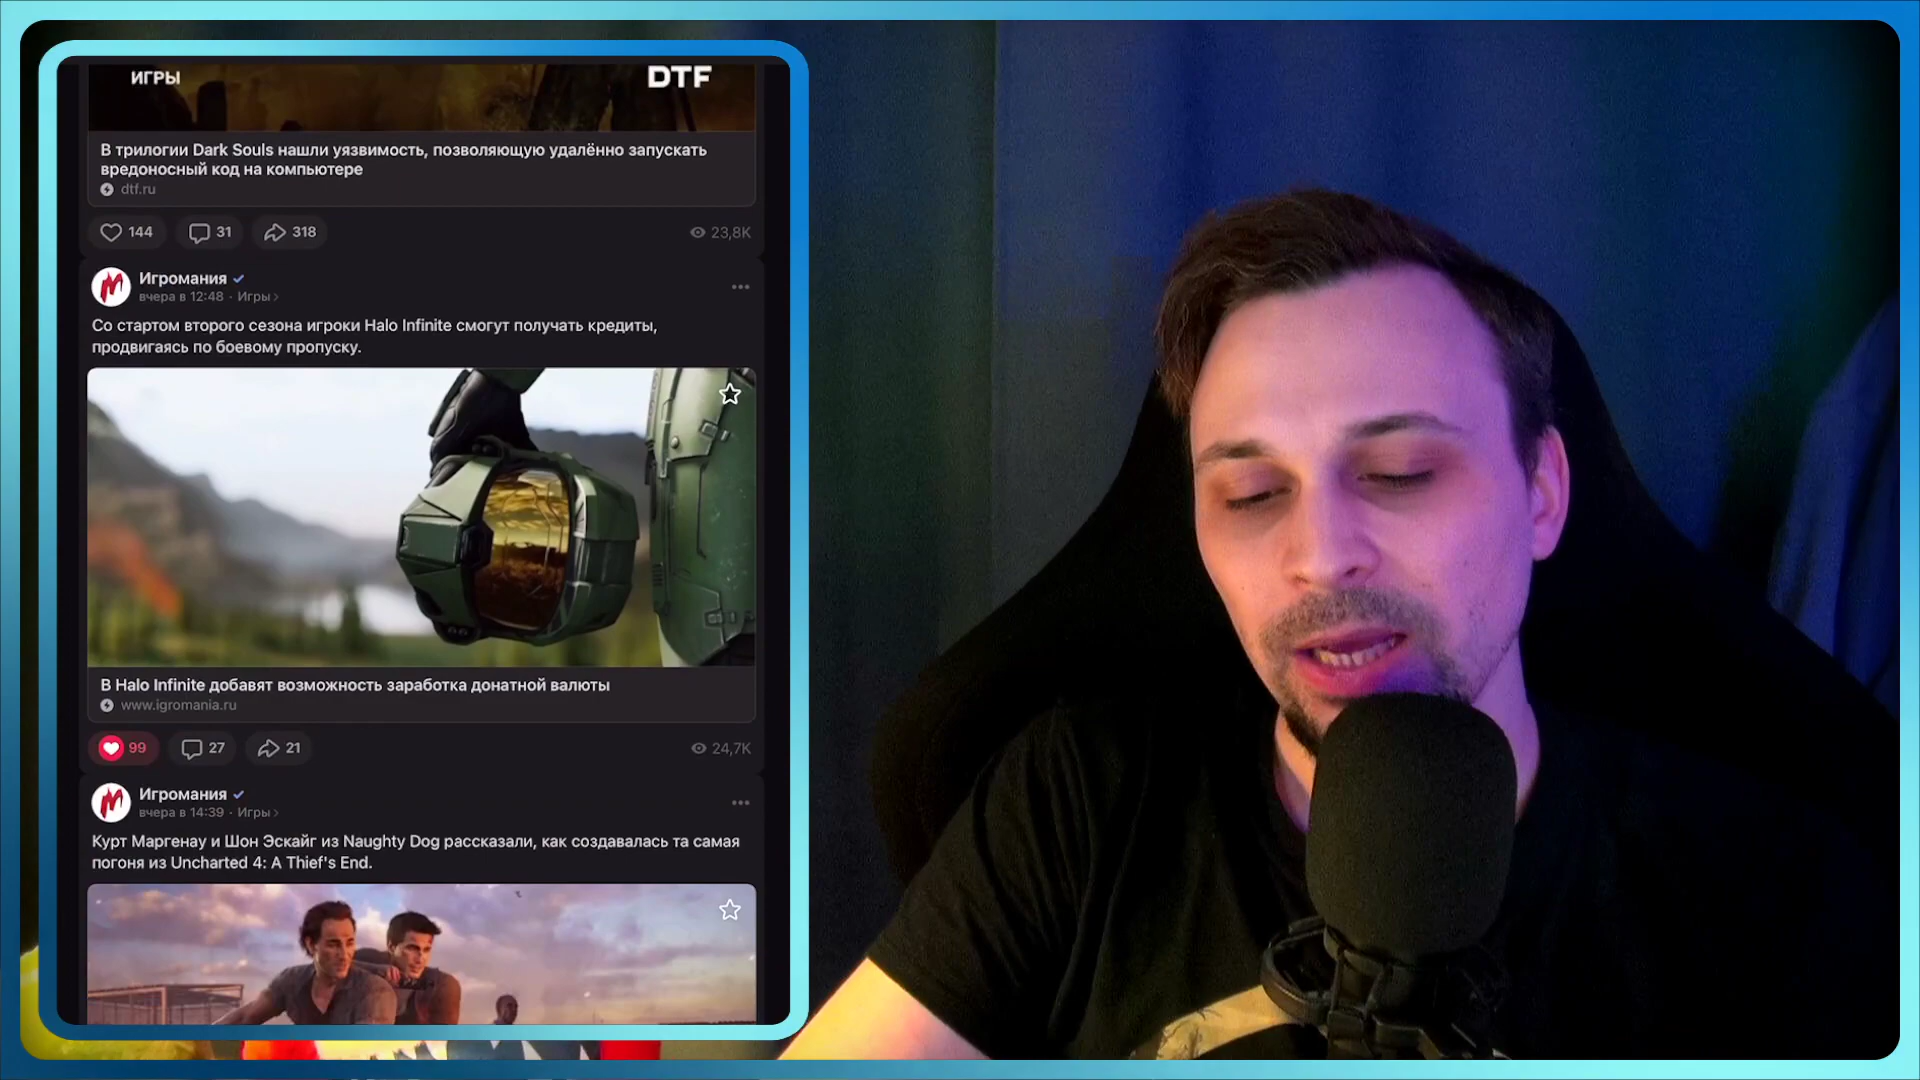 ИГРЫ
DTF
В трилогии Dark Souls нашли уязвимость, позволяющую удалённо запускать
вредоносный код на компьютере
dtf.ru
144
31
318
23,8K
Игромания
вчера в 12:48 · Игры
Со стартом второго сезона игроки Halo Infinite смогут получать кредиты,
продвигаясь по боевому пропуску.
В Halo Infinite добавят возможность заработка донатной валюты
www.igromania.ru
99
27
21
24,7K
Игромания
вчера в 14:39 · Игры
Курт Маргенау и Шон Эскайг из Naughty Dog рассказали, как создавалась та самая
погоня из Uncharted 4: A Thief's End.